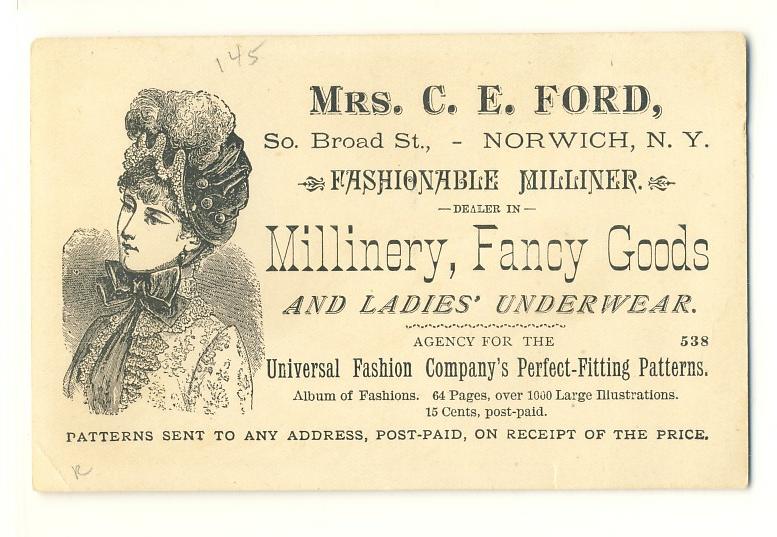 145
MRS. C. E. FORD,
So. Broad St., - NORWICH, N. Y.
FASHIONABLE MILLINER.
—DEALER IN—
Millinery, Fancy Goods
AND LADIES' UNDERWEAR.
AGENCY FOR THE 538
Universal Fashion Company's Perfect-Fitting Patterns.
Album of Fashions. 64 Pages, over 1000 Large Illustrations.
15 Cents, post-paid.
PATTERNS SENT TO ANY ADDRESS, POST-PAID, ON RECEIPT OF THE PRICE.